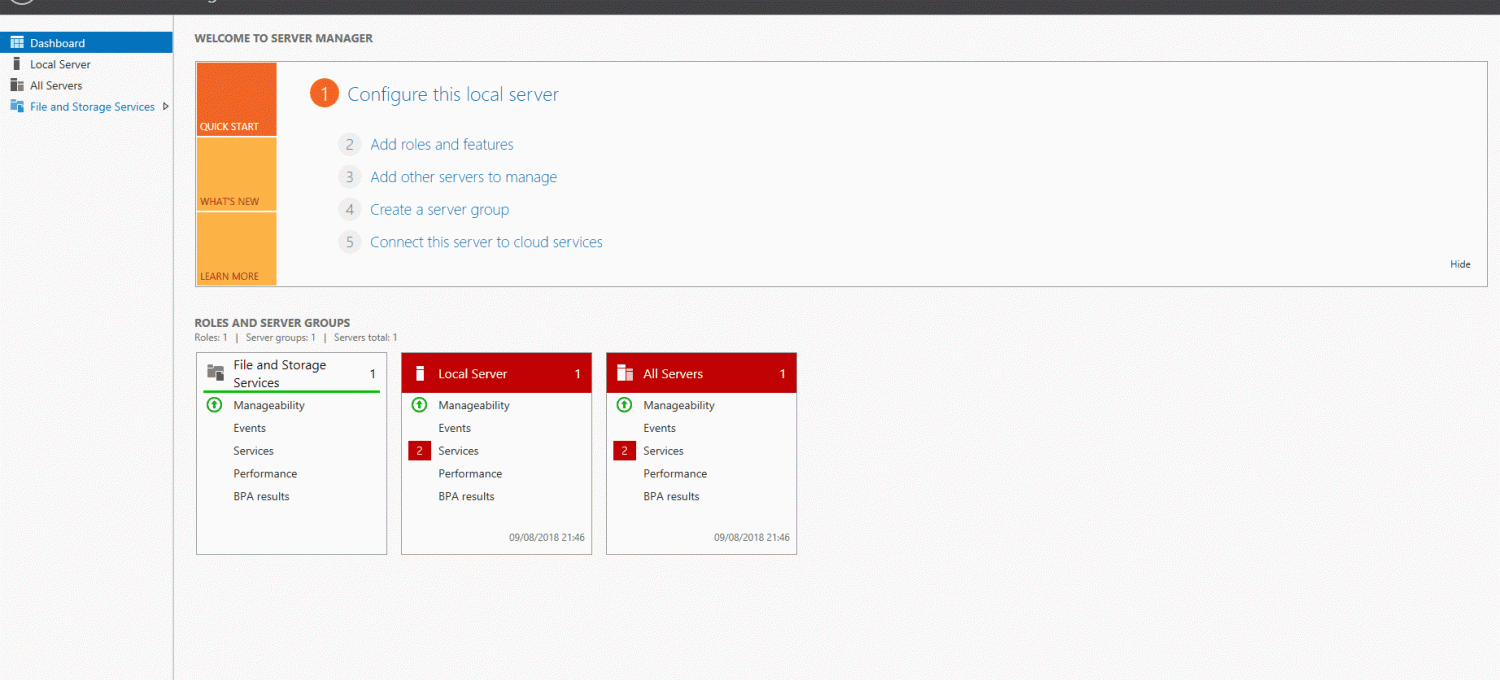 Dashboard
Local Server
All Servers
File and Storage Services
WELCOME TO SERVER MANAGER
QUICK START
WHAT'S NEW
LEARN MORE
1 Configure this local server
2 Add roles and features
3 Add other servers to manage
4 Create a server group
5 Connect this server to cloud services
Hide
ROLES AND SERVER GROUPS
Roles: 1 | Server groups: 1 | Servers total: 1
File and Storage
Services
1
Manageability
Events
Services
Performance
BPA results
Local Server 1
Manageability
Events
2 Services
Performance
BPA results
09/08/2018 21:46
All Servers 1
Manageability
Events
2 Services
Performance
BPA results
09/08/2018 21:46